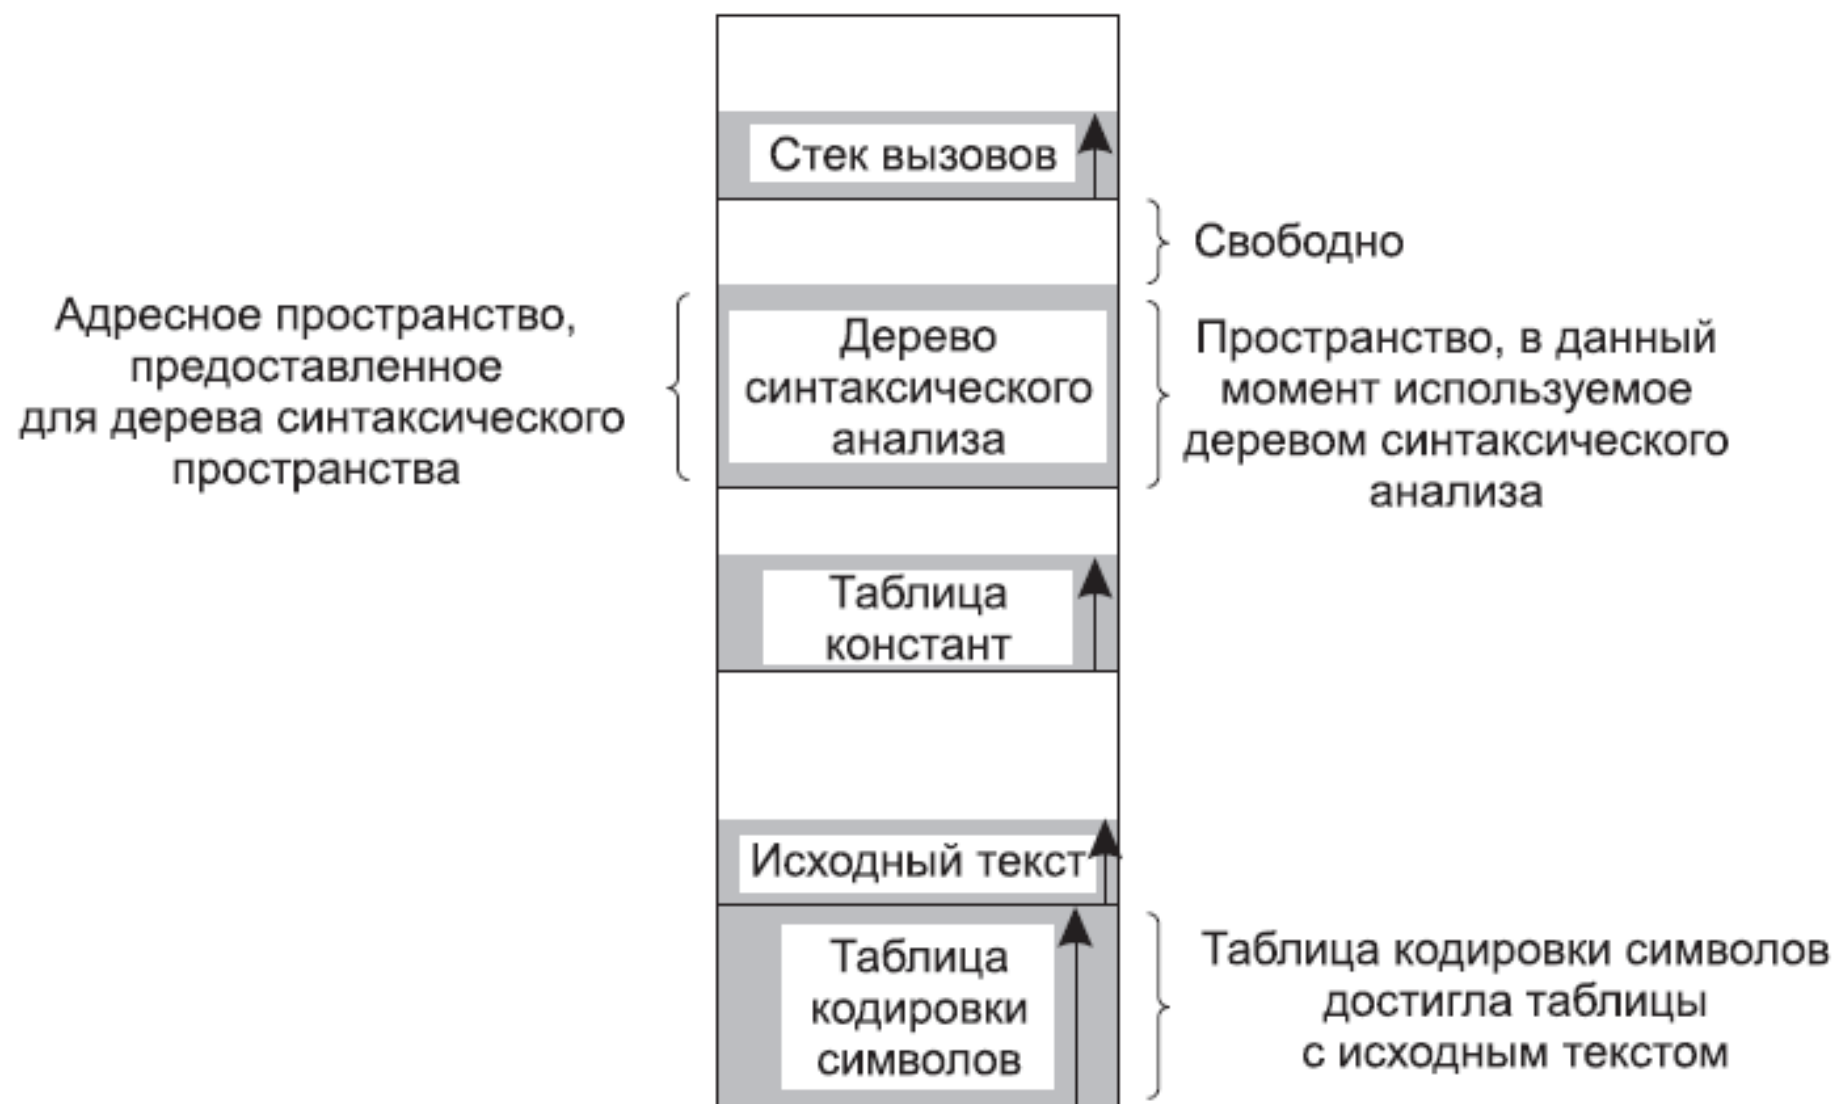 Стек вызовов
Свободно
Адресное пространство,
предоставленное
для дерева синтаксического
пространства
Дерево
синтаксического
анализа
Пространство, в данный
момент используемое
деревом синтаксического
анализа
Таблица
констант
Исходный текст
Таблица
кодировки
символов
Таблица кодировки символов
достигла таблицы
с исходным текстом